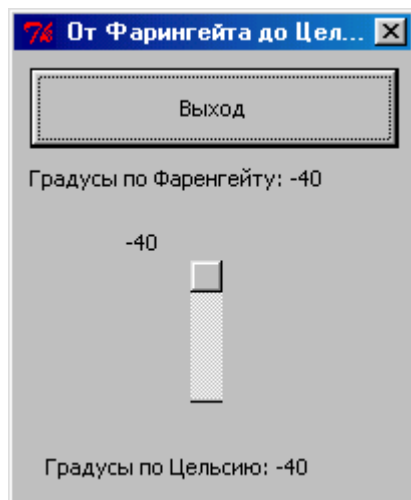 От Фарингейта до Цел...
Выход
Градусы по Фаренгейту: -40
-40
Градусы по Цельсию: -40